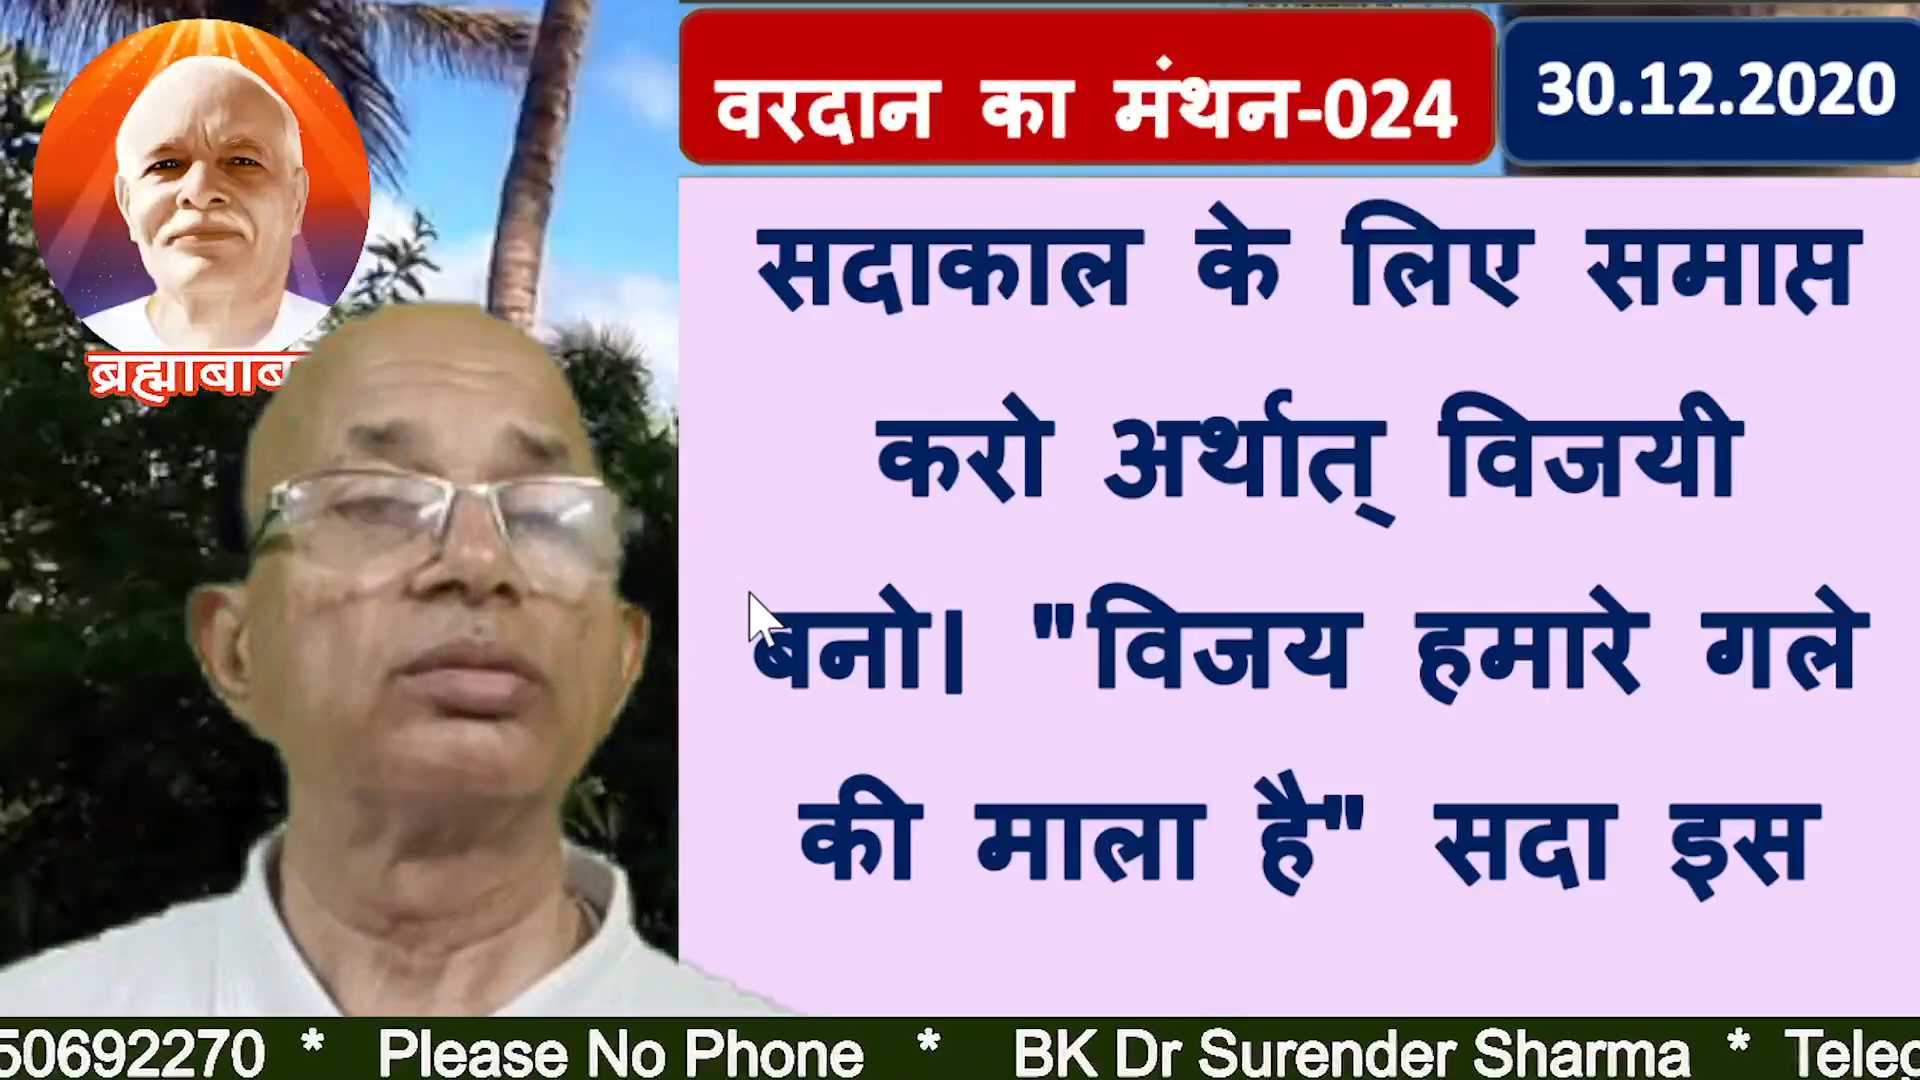 ब्रह्माबाब
वरदान का मंथन-024
30.12.2020
सदाकाल के लिए समाप्त
करो अर्थात् विजयी
बनो। "विजय हमारे गले
की माला है" सदा इस
50692270 * Please No Phone * BK Dr Surender Sharma *